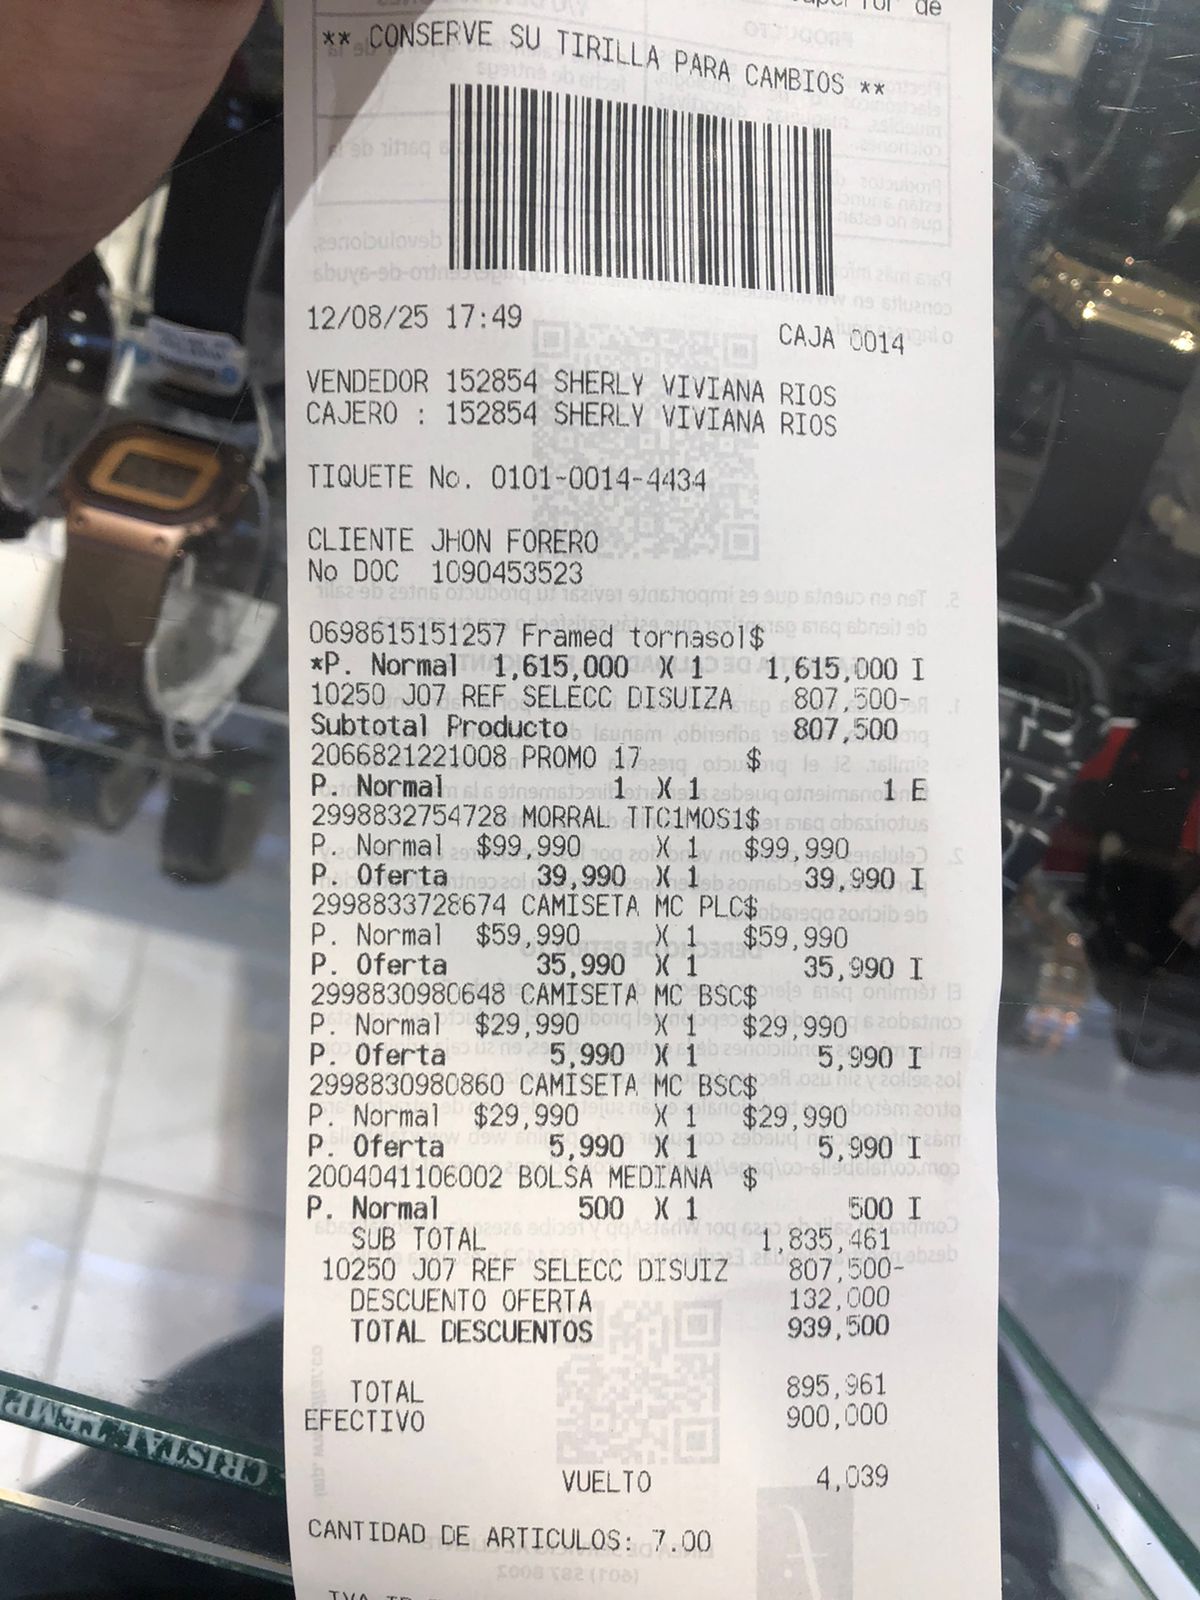 de
** CONSERVE SU TIRILLA PARA CAMBIOS **
12/08/25 17:49 CAJA 0014
VENDEDOR 152854 SHERLY VIVIANA RIOS
CAJERO : 152854 SHERLY VIVIANA RIOS
TIQUETE No. 0101-0014-4434
CLIENTE JHON FORERO
No DOC 1090453523
0698615151257 Framed tornasol$
*P. Normal 1,615,000 X 1 1,615,000 I
10250 J07 REF SELECC DISUIZA 807,500-
Subtotal Producto 807,500
2066821221008 PROMO 17 $
P. Normal 1 X 1 1 E
2998832754728 MORRAL TTC1MOS1$
P. Normal $99,990 X 1 $99,990
P. Oferta 39,990 X 1 39,990 I
2998833728674 CAMISETA MC PLC$
P. Normal $59,990 X 1 $59,990
P. Oferta 35,990 X 1 35,990 I
2998830980648 CAMISETA MC BSC$
P. Normal $29,990 X 1 $29,990
P. Oferta 5,990 X 1 5,990 I
2998830980860 CAMISETA MC BSC$
P. Normal $29,990 X 1 $29,990
P. Oferta 5,990 X 1 5,990 I
2004041106002 BOLSA MEDIANA $
P. Normal 500 X 1 500 I
SUB TOTAL 1,835,461
10250 J07 REF SELECC DISUIZ 807,500-
DESCUENTO OFERTA 132,000
TOTAL DESCUENTOS 939,500
TOTAL 895,961
EFECTIVO 900,000
VUELTO 4,039
CANTIDAD DE ARTICULOS: 7.00
CRISTAL TEMP